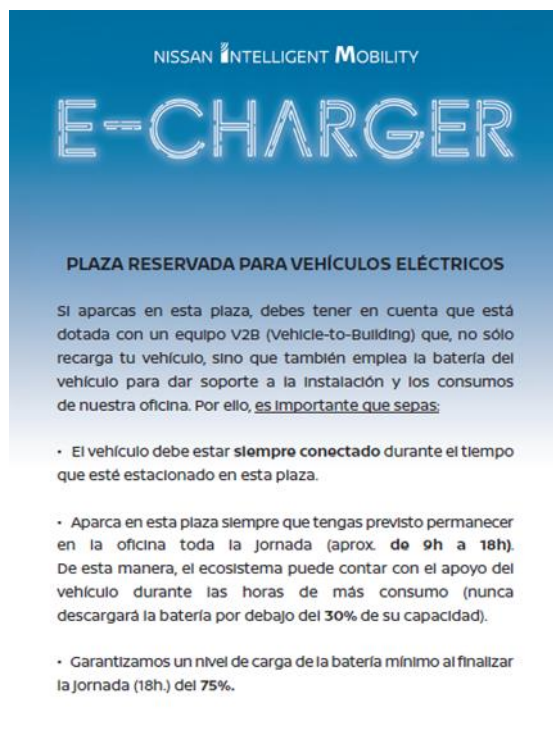 NISSAN INTELLIGENT MOBILITY
E-CHARGER
PLAZA RESERVADA PARA VEHÍCULOS ELÉCTRICOS
Si aparcas en esta plaza, debes tener en cuenta que está
dotada con un equipo V2B (Vehicle-to-Building) que, no sólo
recarga tu vehículo, sino que también emplea la batería del
vehículo para dar soporte a la instalación y los consumos
de nuestra oficina. Por ello, es importante que sepas:
• El vehículo debe estar siempre conectado durante el tiempo
que esté estacionado en esta plaza.
• Aparca en esta plaza siempre que tengas previsto permanecer
en la oficina toda la jornada (aprox. de 9h a 18h).
De esta manera, el ecosistema puede contar con el apoyo del
vehículo durante las horas de más consumo (nunca
descargará la batería por debajo del 30% de su capacidad).
• Garantizamos un nivel de carga de la batería mínimo al finalizar
la jornada (18h.) del 75%.